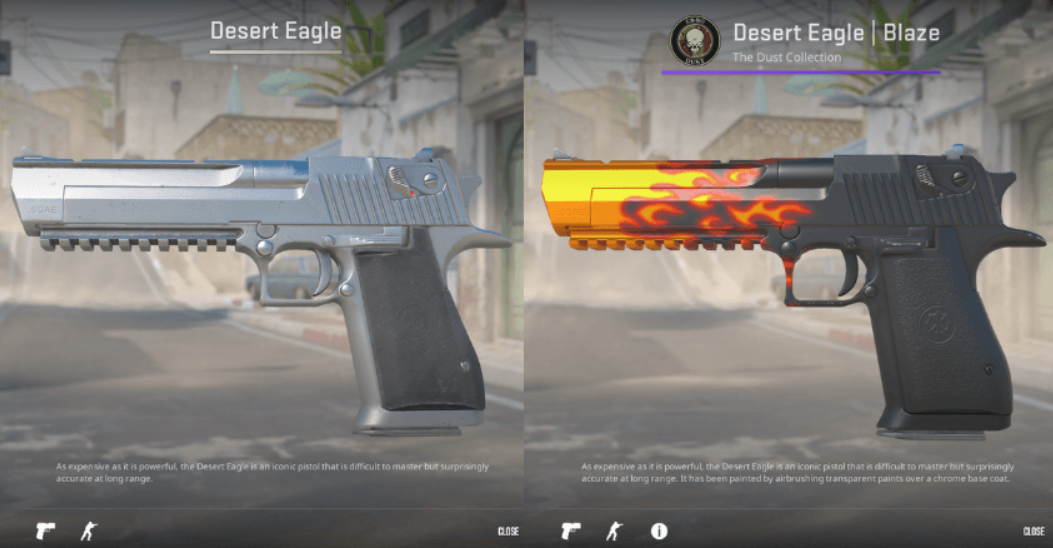 Desert Eagle
As expensive as it is powerful, the Desert Eagle is an iconic pistol that is difficult to master but surprisingly
accurate at long range.
CLOSE
Desert Eagle | Blaze
The Dust Collection
DUST
.50AE
As expensive as it is powerful, the Desert Eagle is an iconic pistol that is difficult to master but surprisingly
accurate at long range. It has been painted by airbrushing transparent paints over a chrome base coat.
CLOSE